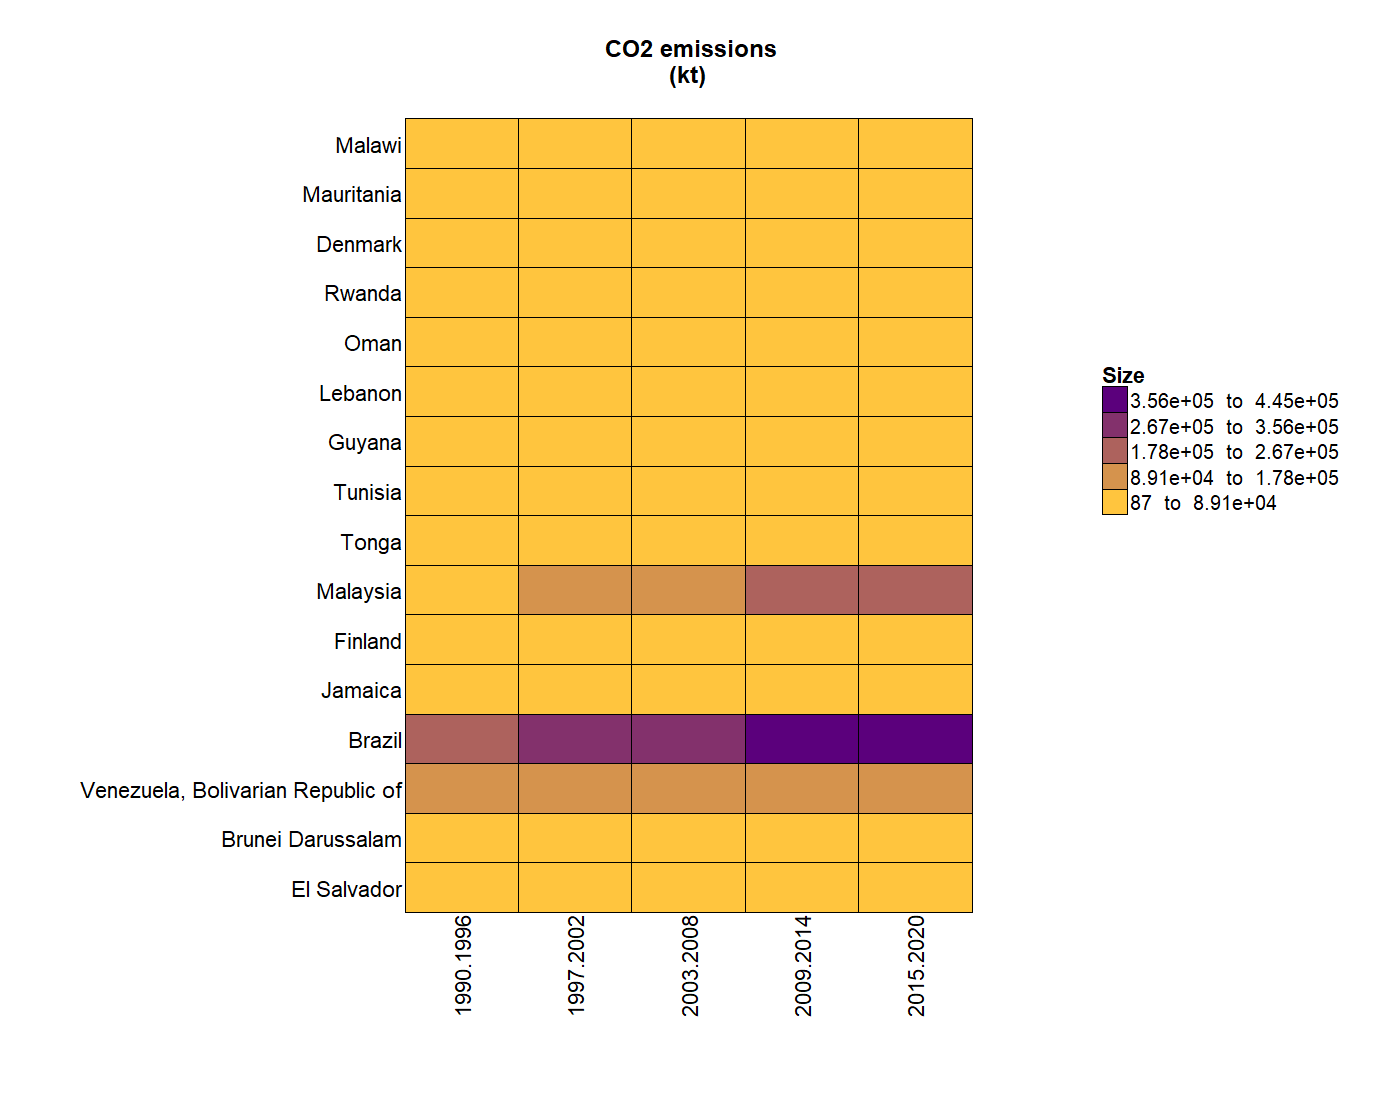 CO2 emissions
(kt)
Malawi
Mauritania
Denmark
Rwanda
Oman
Lebanon
Guyana
Tunisia
Tonga
Malaysia
Finland
Jamaica
Brazil
Venezuela, Bolivarian Republic of
Brunei Darussalam
El Salvador
1990.1996
1997.2002
2003.2008
2009.2014
2015.2020
Size
3.56e+05 to 4.45e+05
2.67e+05 to 3.56e+05
1.78e+05 to 2.67e+05
8.91e+04 to 1.78e+05
87 to 8.91e+04